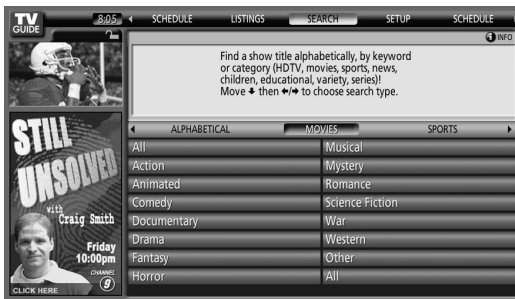 TV GUIDE
8:05
SCHEDULE LISTINGS SEARCH SETUP SCHEDULE
INFO
Find a show title alphabetically, by keyword
or category (HDTV, movies, sports, news,
children, educational, variety, series)!
Move ↓ then ←/→ to choose search type.
ALPHABETICAL MOVIES SPORTS
All Musical
Action Mystery
Animated Romance
Comedy Science Fiction
Documentary War
Drama Western
Fantasy Other
Horror All
STILL
UNSOLVED
with
Craig Smith
Friday
10:00pm
CHANNEL
9
CLICK HERE